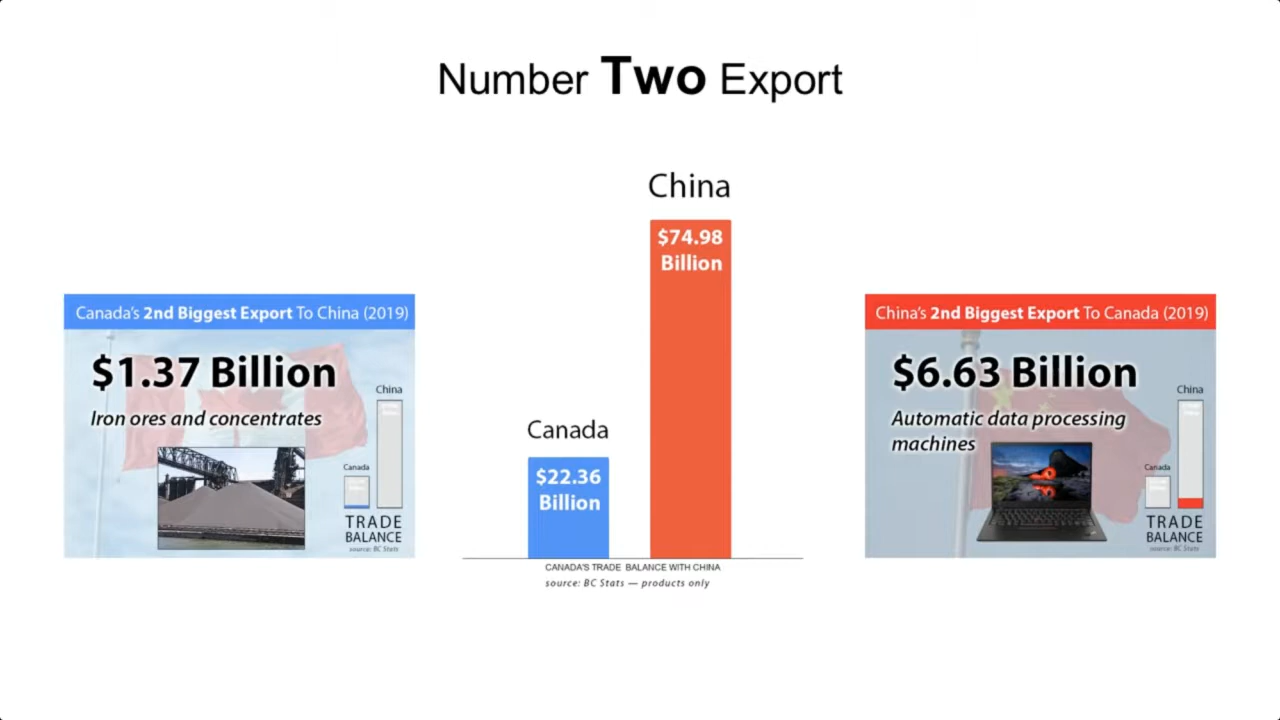 Number Two Export
China
$74.98
Billion
Canada
$22.36
Billion
CANADA'S TRADE BALANCE WITH CHINA
source: BC Stats — products only
Canada's 2nd Biggest Export To China (2019)
$1.37 Billion
Iron ores and concentrates
China
Canada
TRADE
BALANCE
source: BC Stats
China's 2nd Biggest Export To Canada (2019)
$6.63 Billion
Automatic data processing
machines
China
Canada
TRADE
BALANCE
source: BC Stats